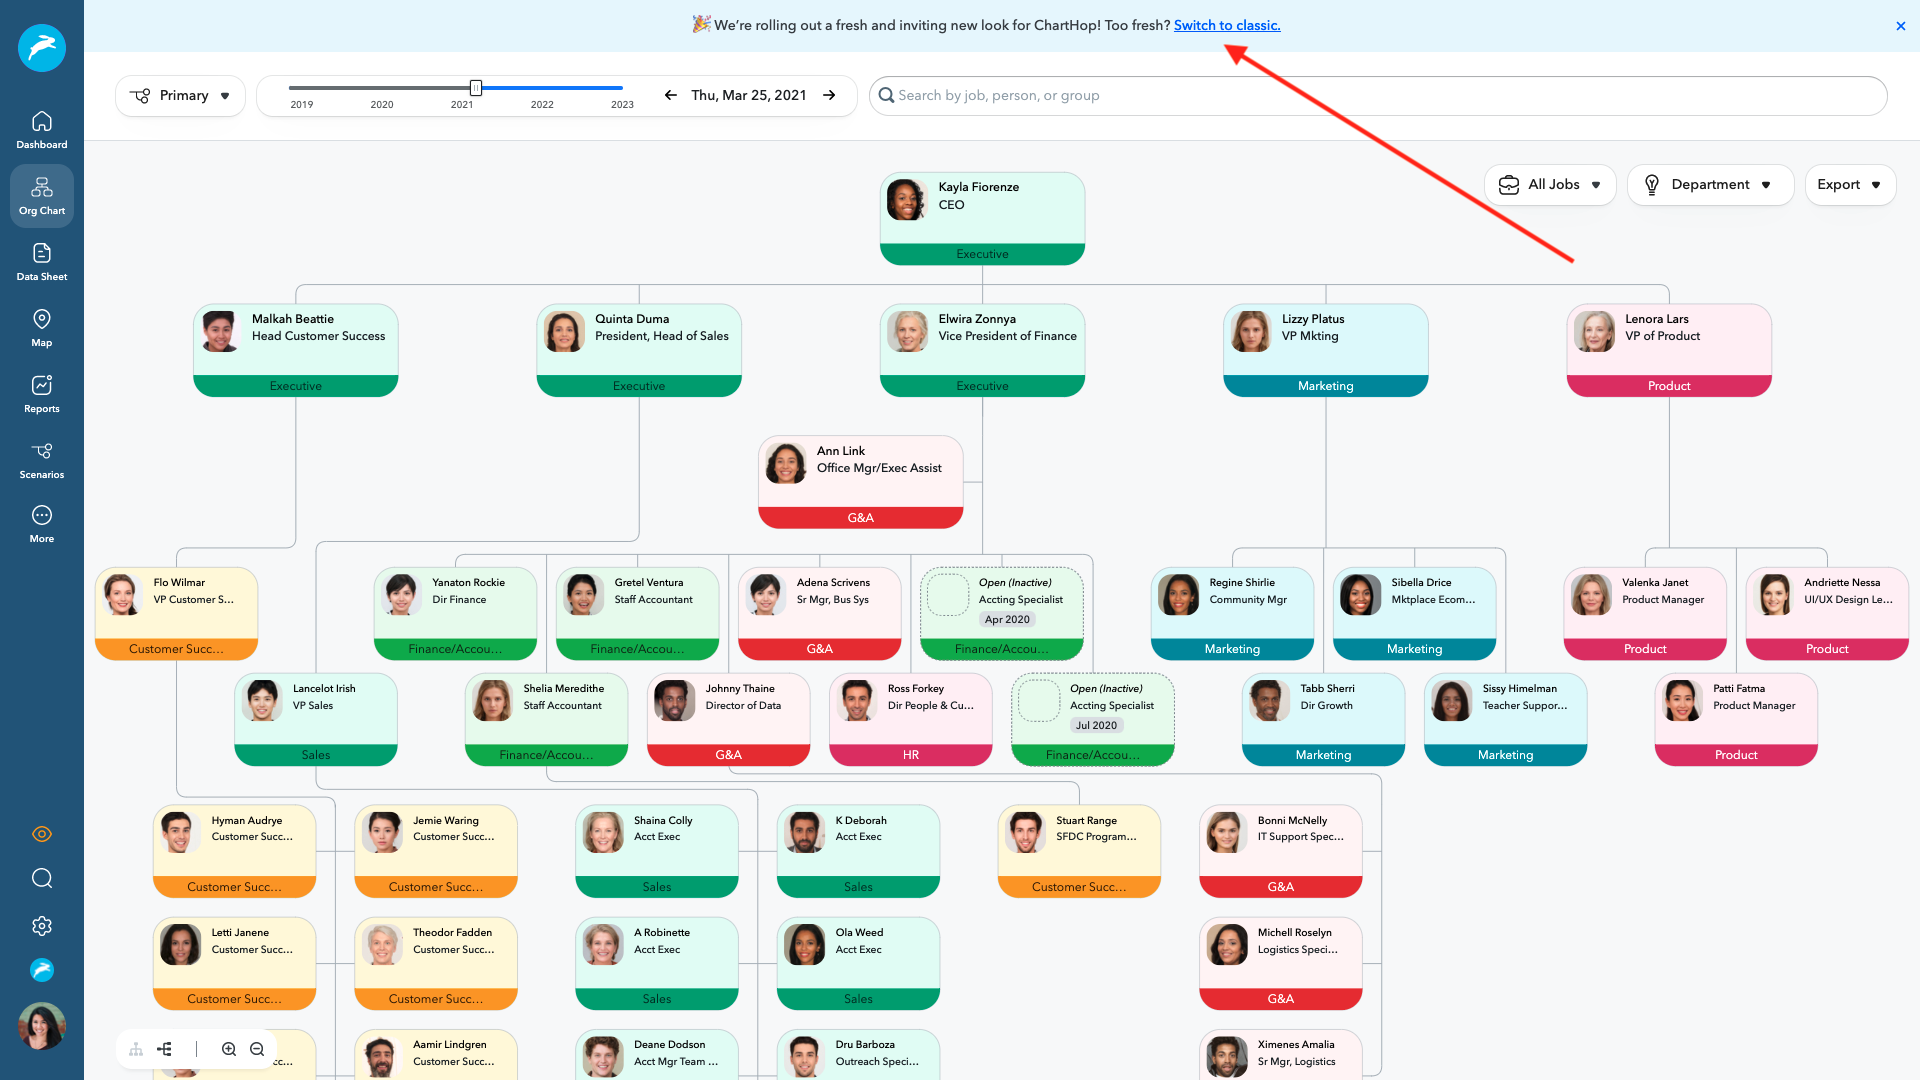 🎉 We're rolling out a fresh and inviting new look for ChartHop! Too fresh? Switch to classic.
Primary
2019 2020 2021 2022 2023
Thu, Mar 25, 2021
Search by job, person, or group
Dashboard
Org Chart
Data Sheet
Map
Reports
Scenarios
More
All Jobs
Department
Export
Kayla Fiorenze
CEO
Executive
Malkah Beattie
Head Customer Success
Executive
Quinta Duma
President, Head of Sales
Executive
Elwira Zonnya
Vice President of Finance
Executive
Lizzy Platus
VP Mkting
Marketing
Lenora Lars
VP of Product
Product
Ann Link
Office Mgr/Exec Assist
G&A
Flo Wilmar
VP Customer S...
Customer Succ...
Yanaton Rockie
Dir Finance
Finance/Accou...
Gretel Ventura
Staff Accountant
Finance/Accou...
Adena Scrivens
Sr Mgr, Bus Sys
G&A
Open (Inactive)
Accting Specialist
Apr 2020
Finance/Accou...
Regine Shirlie
Community Mgr
Marketing
Sibella Drice
Mktplace Ecom...
Marketing
Valenka Janet
Product Manager
Product
Andriette Nessa
UI/UX Design Le...
Product
Lancelot Irish
VP Sales
Sales
Shelia Meredithe
Staff Accountant
Finance/Accou...
Johnny Thaine
Director of Data
G&A
Ross Forkey
Dir People & Cu...
HR
Open (Inactive)
Accting Specialist
Jul 2020
Finance/Accou...
Tabb Sherri
Dir Growth
Marketing
Sissy Himelman
Teacher Suppor...
Marketing
Patti Fatma
Product Manager
Product
Hyman Audrye
Customer Succ...
Customer Succ...
Jemie Waring
Customer Succ...
Customer Succ...
Shaina Colly
Acct Exec
Sales
K Deborah
Acct Exec
Sales
Stuart Range
SFDC Program...
Customer Succ...
Bonni McNelly
IT Support Spec...
G&A
Letti Janene
Customer Succ...
Customer Succ...
Theodor Fadden
Customer Succ...
Customer Succ...
A Robinette
Acct Exec
Sales
Ola Weed
Acct Exec
Sales
Michell Roselyn
Logistics Speci...
G&A
Aamir Lindgren
Customer Succ...
Deane Dodson
Acct Mgr Team ...
Dru Barboza
Outreach Speci...
Ximenes Amalia
Sr Mgr, Logistics